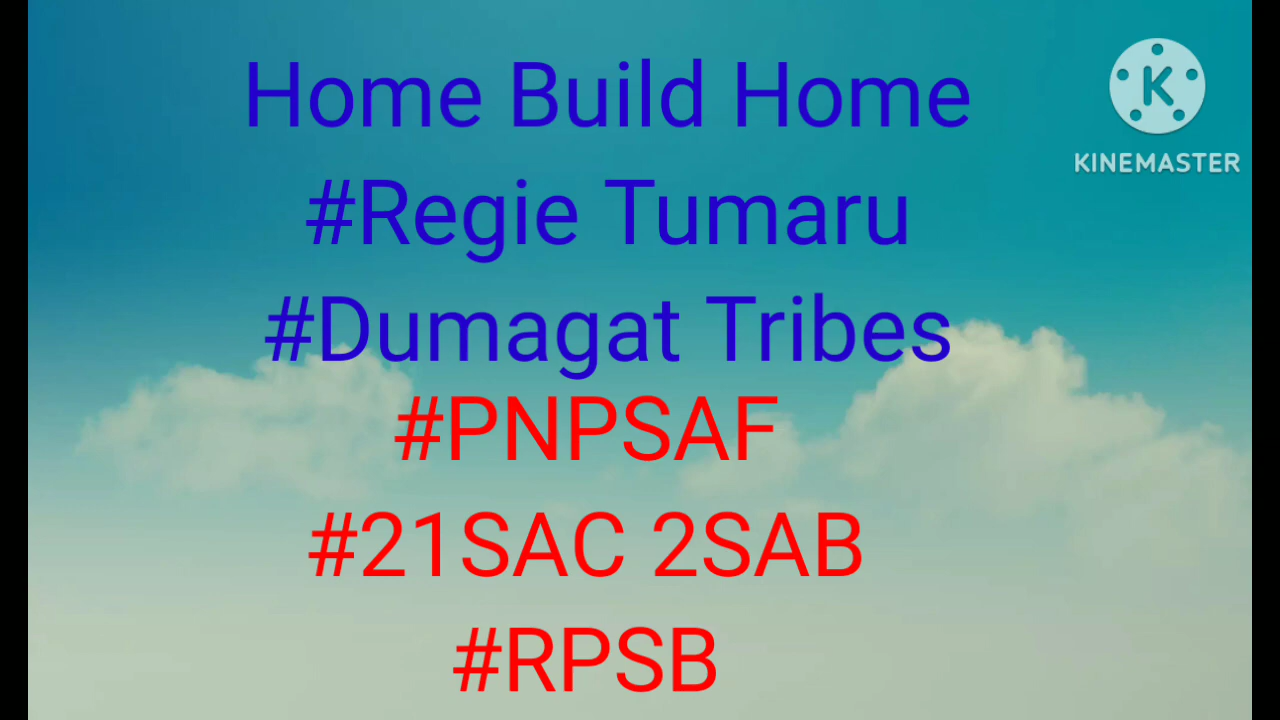 Home Build Home
#Regie Tumaru
#Dumagat Tribes
#PNPSAF
#21SAC 2SAB
#RPSB
K
KINEMASTER